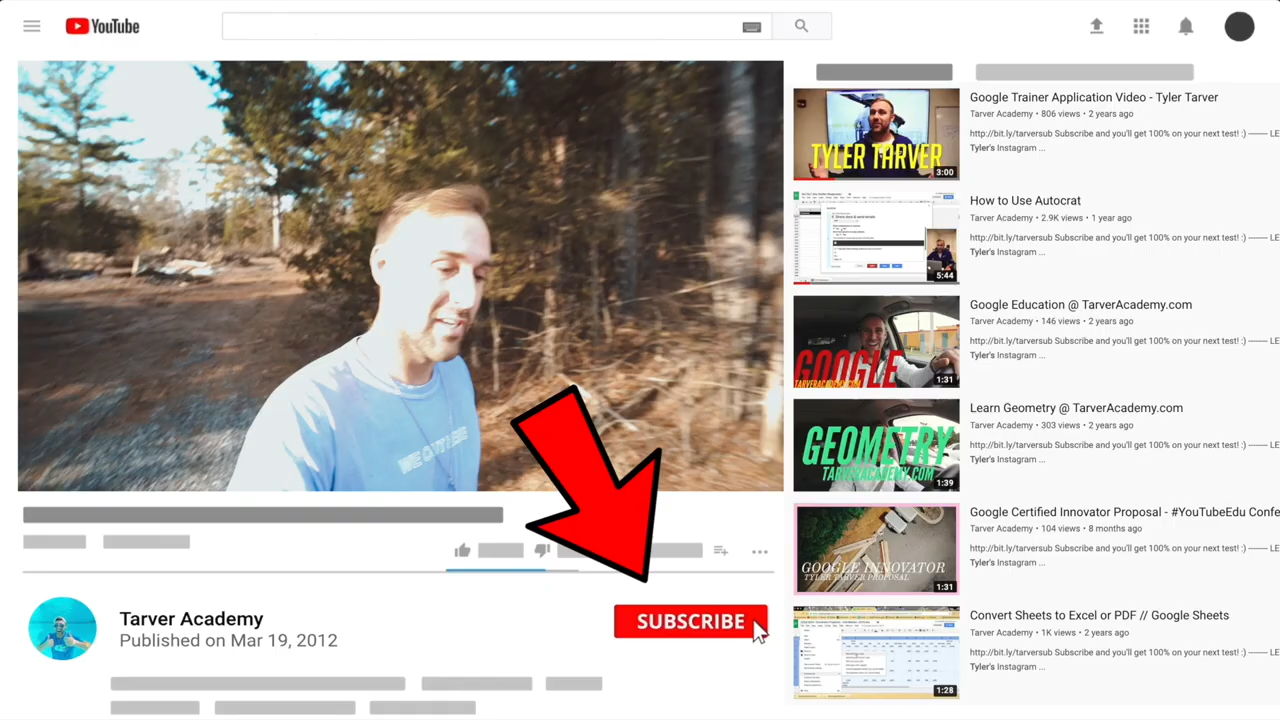 YouTube
TYLER TARVER
3:00
Google Trainer Application Video - Tyler Tarver
Tarver Academy • 806 views • 2 years ago
http://bit.ly/tarversub Subscribe and you'll get 100% on your next test! :) ——— LE
Tyler's Instagram ...
5:44
How to Use Autocrat
Tarver Academy • 2.9K views • 1 year ago
http://bit.ly/tarversub Subscribe and you'll get 100% on your next test! :) ——— LE
Tyler's Instagram ...
GOOGLE
TARVERACADEMY.COM
1:31
Google Education @ TarverAcademy.com
Tarver Academy • 146 views • 2 years ago
http://bit.ly/tarversub Subscribe and you'll get 100% on your next test! :) ——— LE
Tyler's Instagram ...
GEOMETRY
TARVERACADEMY.COM
1:39
Learn Geometry @ TarverAcademy.com
Tarver Academy • 303 views • 2 years ago
http://bit.ly/tarversub Subscribe and you'll get 100% on your next test! :) ——— LE
Tyler's Instagram ...
GOOGLE INNOVATOR
TYLER TARVER PROPOSAL
1:31
Google Certified Innovator Proposal - #YouTubeEdu Confe
Tarver Academy • 104 views • 8 months ago
http://bit.ly/tarversub Subscribe and you'll get 100% on your next test! :) ——— LE
Tyler's Instagram ...
1:28
Convert Sheets to Excel or PDF // Google Sheets
Tarver Academy • 1K views • 2 years ago
http://bit.ly/tarversub Subscribe and you'll get 100% on your next test! :) ——— LE
Tyler's Instagram ...
Tarver Academy
Published on Mar 19, 2012
SUBSCRIBE